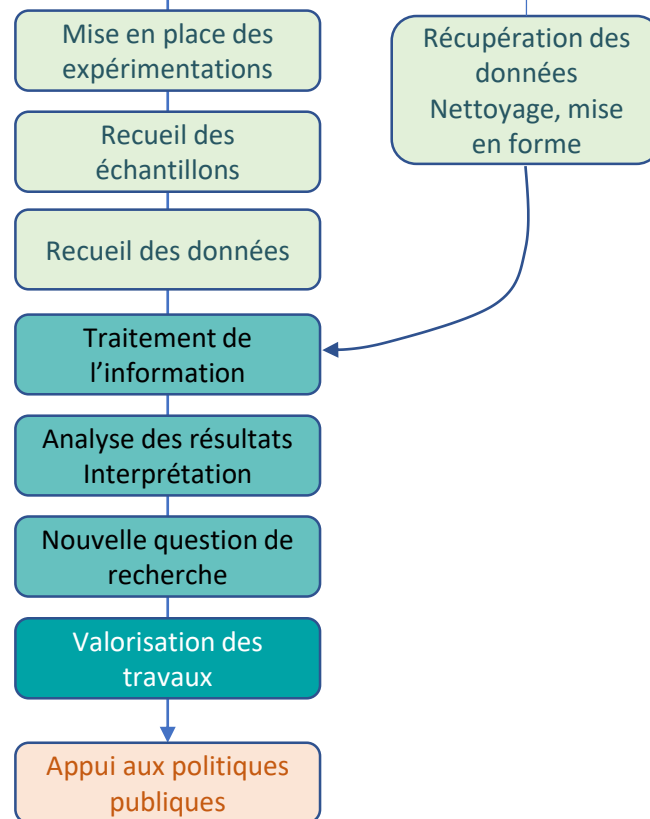 Mise en place des
expérimentations
Récupération des
données
Nettoyage, mise
en forme
Recueil des
échantillons
Recueil des données
Traitement de
l’information
Analyse des résultats
Interprétation
Nouvelle question de
recherche
Valorisation des
travaux
Appui aux politiques
publiques